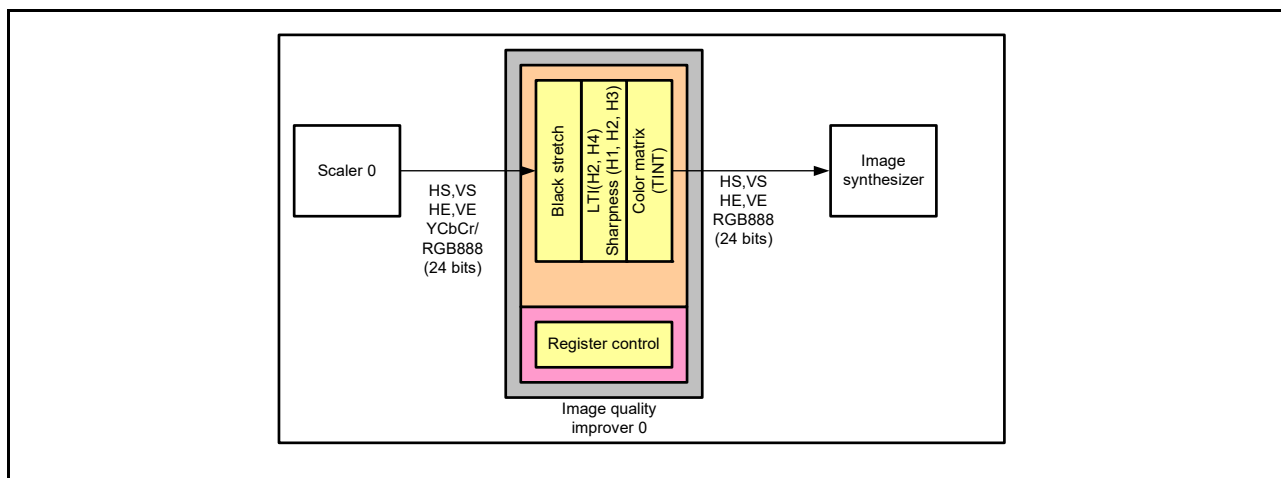 Scaler 0
HS,VS
HE,VE
YCbCr/
RGB888
(24 bits)
Black stretch
LTI(H2, H4)
Sharpness (H1, H2, H3)
Color matrix
(TINT)
HS,VS
HE,VE
RGB888
(24 bits)
Image
synthesizer
Register control
Image quality
improver 0